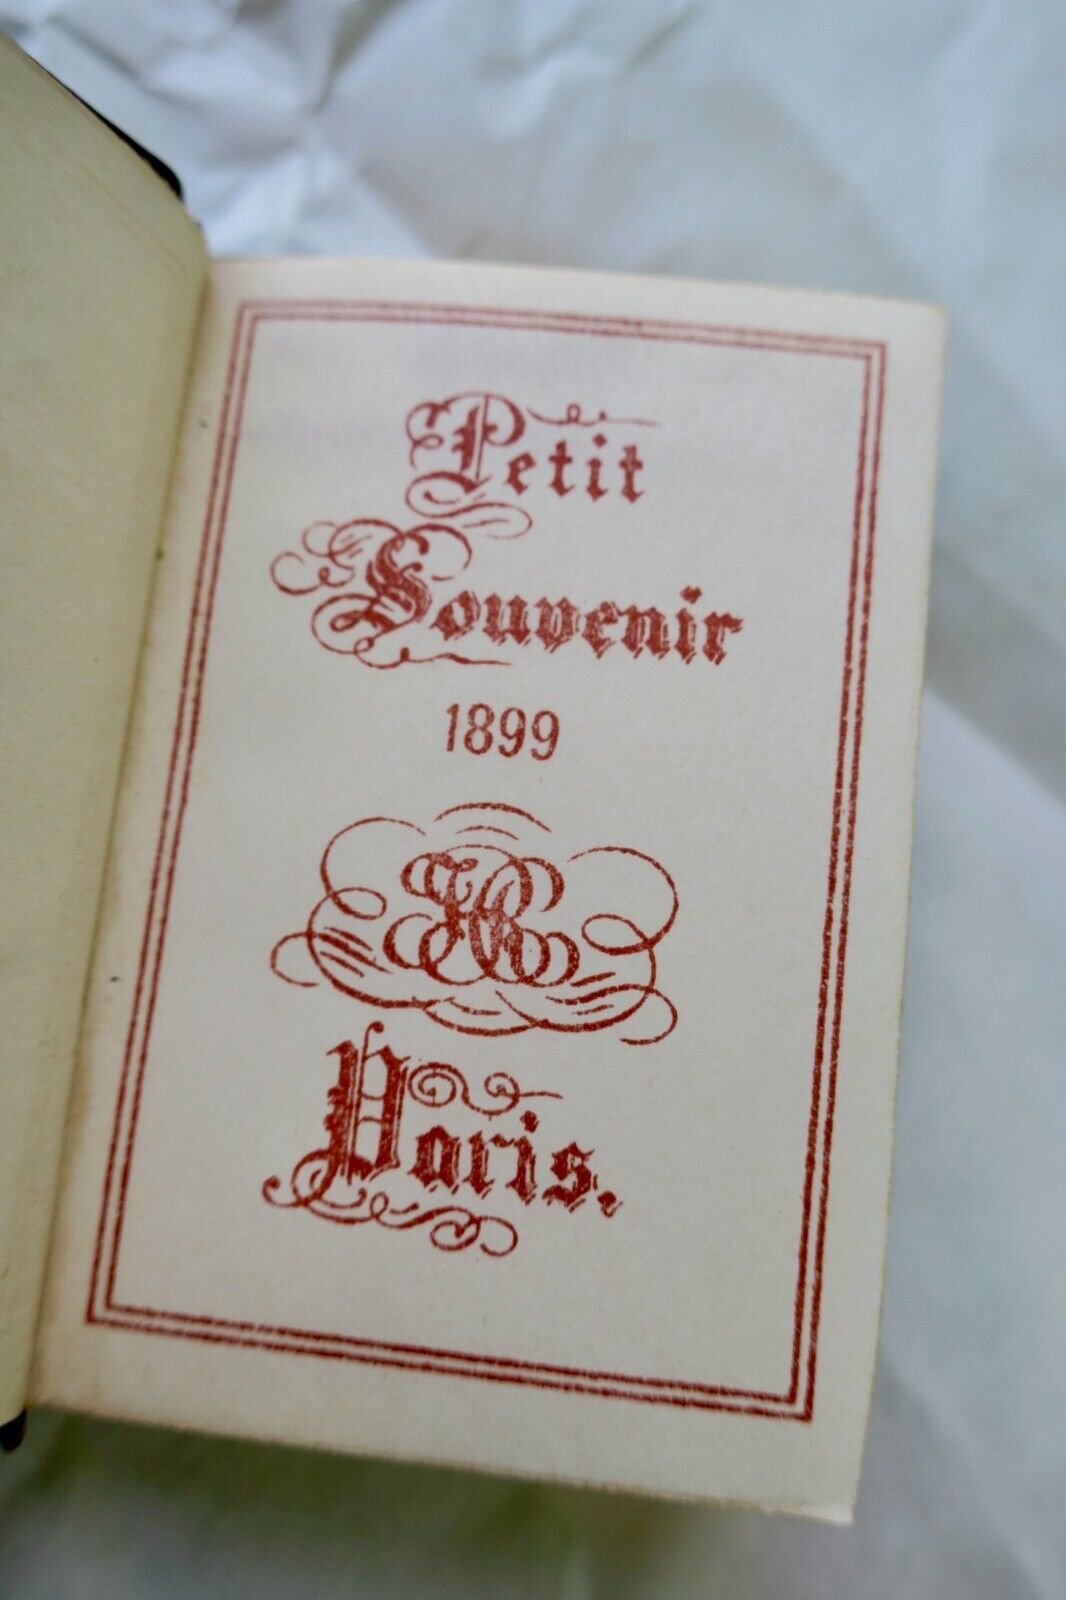 Petit
Souvenir
1899
Paris.